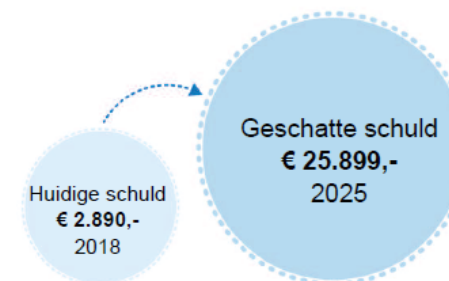 Huidige schuld
€ 2.890,-
2018
Geschatte schuld
€ 25.899,-
2025